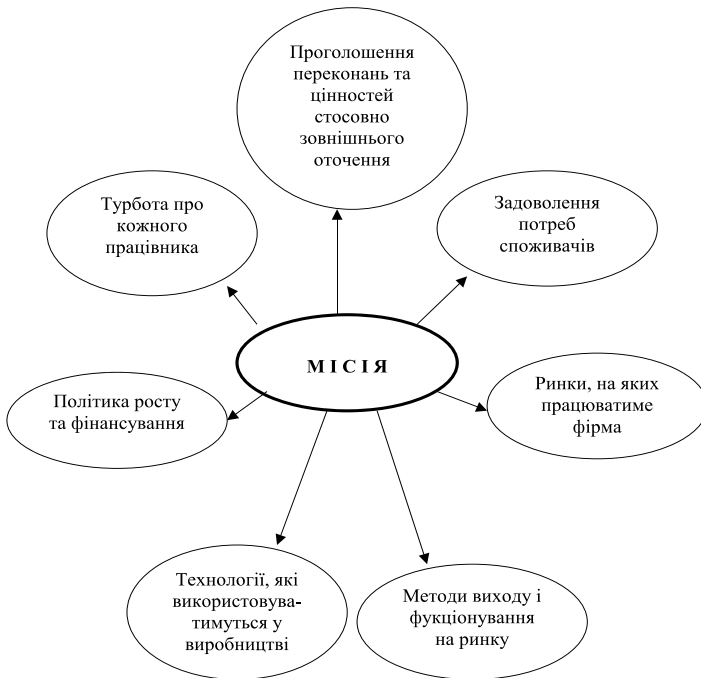 Проголошення
переконань та
цінностей
стосовно
зовнішнього
оточення
Турбота про
кожного
працівника
Задоволення
потреб
споживачів
МІСІЯ
Політика росту
та фінансування
Ринки, на яких
працюватиме
фірма
Технології, які
використовува-
тимуться у
виробництві
Методи виходу і
фукціонування
на ринку